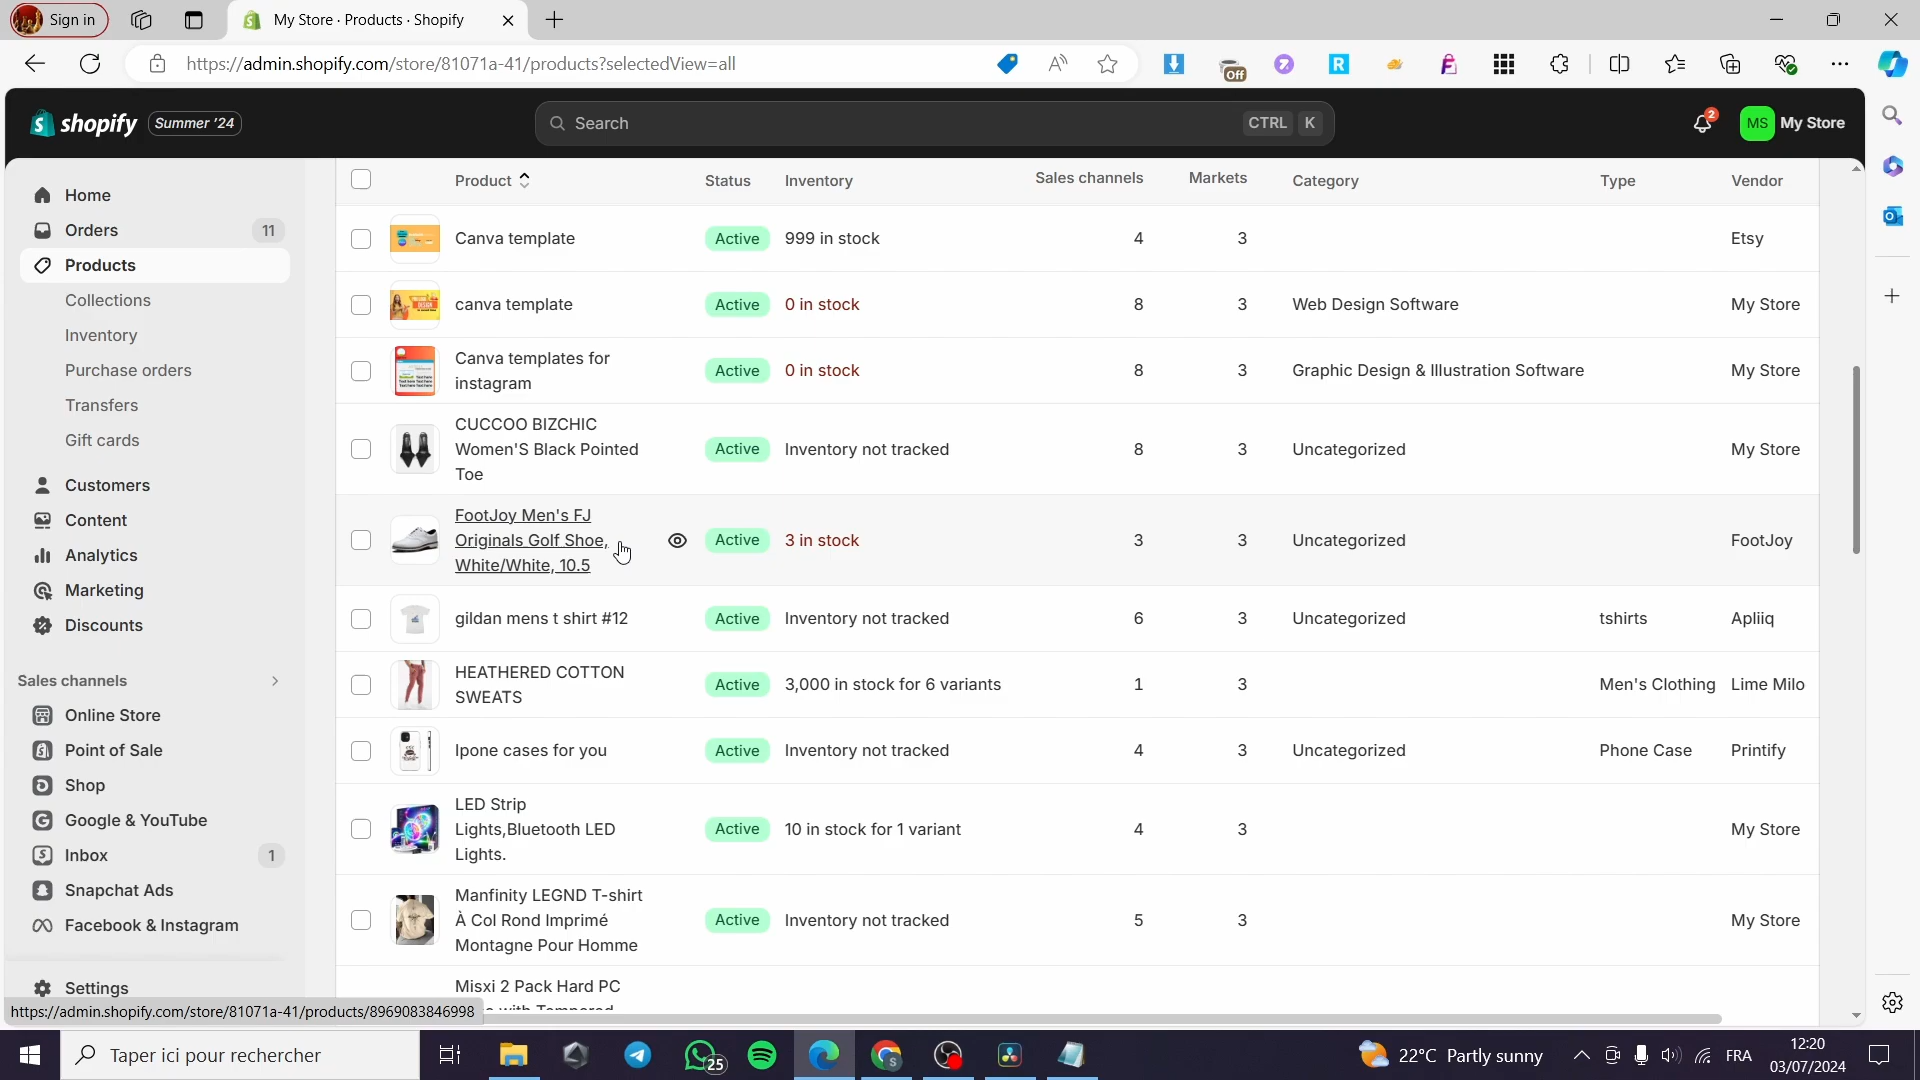 Sign in
My Store · Products · Shopify
https://admin.shopify.com/store/81071a-41/products?selectedView=all
Off
shopify
Summer '24
Search
CTRL K
2
MS
My Store
Home
Orders 11
Products
Collections
Inventory
Purchase orders
Transfers
Gift cards
Customers
Content
Analytics
Marketing
Discounts
Sales channels
Online Store
Point of Sale
Shop
Google & YouTube
Inbox 1
Snapchat Ads
Facebook & Instagram
Settings
Product Status Inventory Sales channels Markets Category Type Vendor
Canva template Active 999 in stock 4 3 Etsy
canva template Active 0 in stock 8 3 Web Design Software My Store
Canva templates for
instagram
Active 0 in stock 8 3 Graphic Design & Illustration Software My Store
CUCCOO BIZCHIC
Women'S Black Pointed
Toe
Active Inventory not tracked 8 3 Uncategorized My Store
FootJoy Men's FJ
Originals Golf Shoe,
White/White, 10.5
Active 3 in stock 3 3 Uncategorized FootJoy
gildan mens t shirt #12 Active Inventory not tracked 6 3 Uncategorized tshirts Apliiq
HEATHERED COTTON
SWEATS
Active 3,000 in stock for 6 variants 1 3 Men's Clothing Lime Milo
Ipone cases for you Active Inventory not tracked 4 3 Uncategorized Phone Case Printify
LED Strip
Lights,Bluetooth LED
Lights.
Active 10 in stock for 1 variant 4 3 My Store
Manfinity LEGND T-shirt
À Col Rond Imprimé
Montagne Pour Homme
Active Inventory not tracked 5 3 My Store
Misxi 2 Pack Hard PC
https://admin.shopify.com/store/81071a-41/products/8969083846998
Taper ici pour rechercher
25
22°C Partly sunny
FRA
12:20
03/07/2024